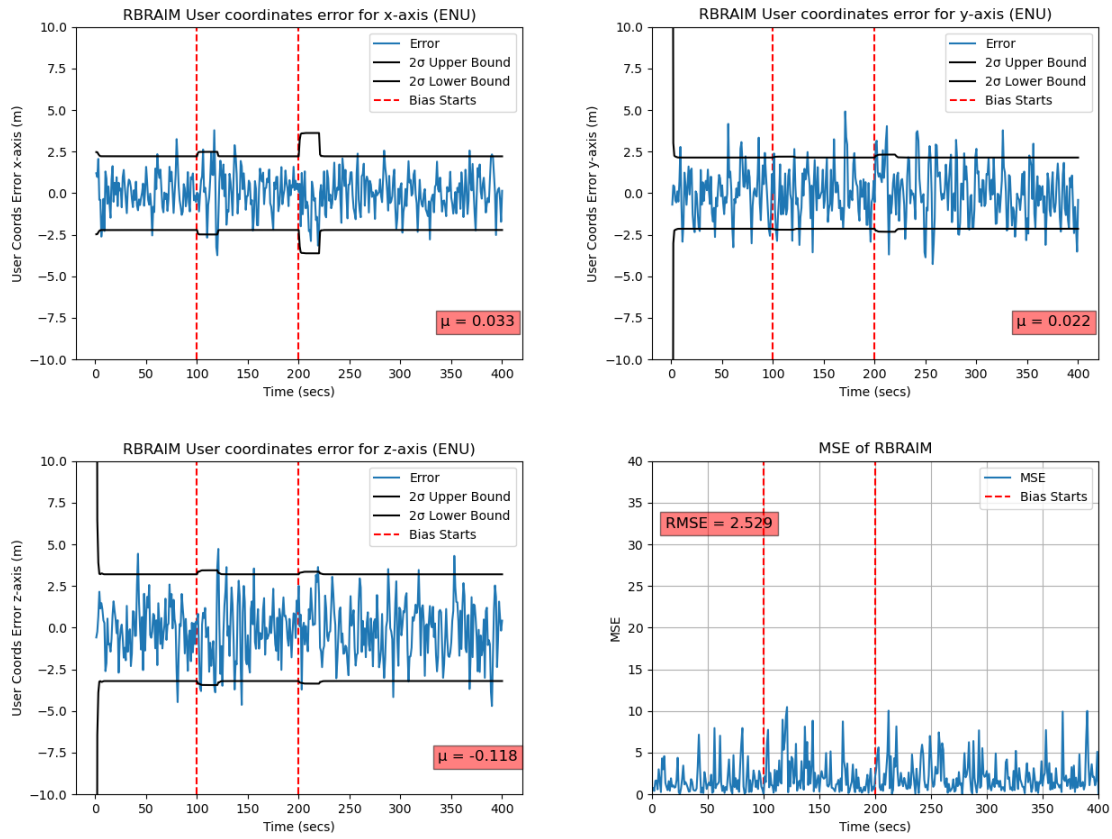 RBRAIM User coordinates error for x-axis (ENU)
User Coords Error x-axis (m)
10.0
7.5
5.0
2.5
0.0
−2.5
−5.0
−7.5
−10.0
Error
2σ Upper Bound
2σ Lower Bound
Bias Starts
μ = 0.033
0 50 100 150 200 250 300 350 400
Time (secs)
RBRAIM User coordinates error for y-axis (ENU)
User Coords Error y-axis (m)
10.0
7.5
5.0
2.5
0.0
−2.5
−5.0
−7.5
−10.0
Error
2σ Upper Bound
2σ Lower Bound
Bias Starts
μ = 0.022
0 50 100 150 200 250 300 350 400
Time (secs)
RBRAIM User coordinates error for z-axis (ENU)
User Coords Error z-axis (m)
10.0
7.5
5.0
2.5
0.0
−2.5
−5.0
−7.5
−10.0
Error
2σ Upper Bound
2σ Lower Bound
Bias Starts
μ = -0.118
0 50 100 150 200 250 300 350 400
Time (secs)
MSE of RBRAIM
MSE
40
35
30
25
20
15
10
5
0
MSE
Bias Starts
RMSE = 2.529
0 50 100 150 200 250 300 350 400
Time (secs)